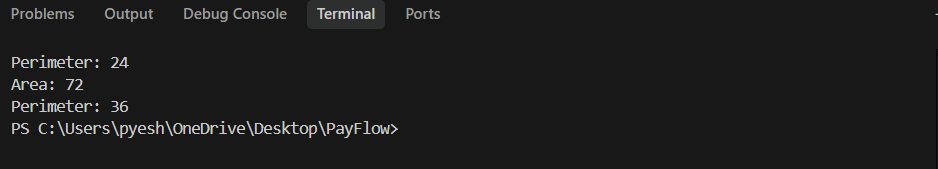 Problems Output Debug Console Terminal Ports
Perimeter: 24
Area: 72
Perimeter: 36
PS C:\Users\pyesh\OneDrive\Desktop\PayFlow>